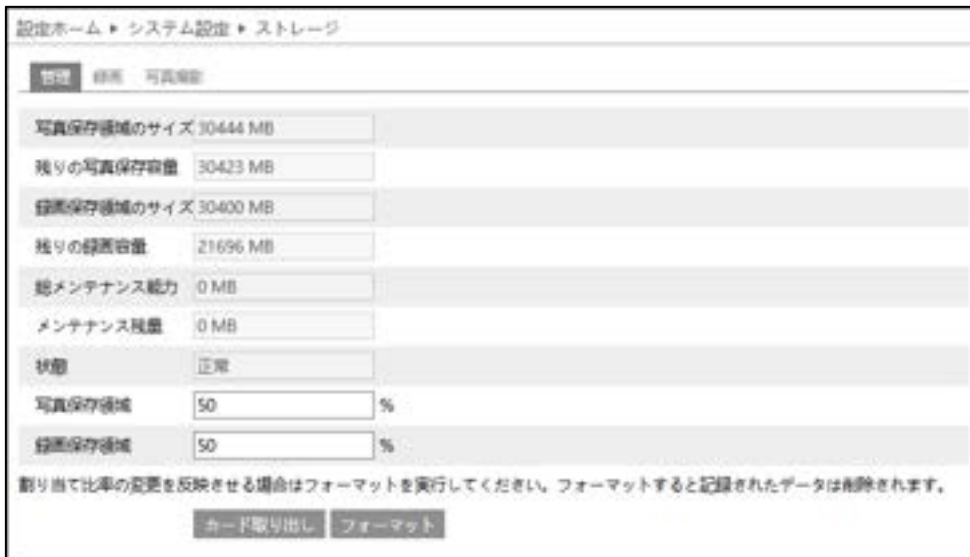 設定ホーム ▸ システム設定 ▸ ストレージ
管理 録画 写真撮影
写真保存領域のサイズ 30444 MB
残りの写真保存容量 30423 MB
録画保存領域のサイズ 30400 MB
残りの録画容量 21696 MB
総メンテナンス能力 0 MB
メンテナンス残量 0 MB
状態 正常
写真保存領域 50 %
録画保存領域 50 %
割り当て比率の変更を反映させる場合はフォーマットを実行してください。フォーマットすると記録されたデータは削除されます。
カード取り出し フォーマット